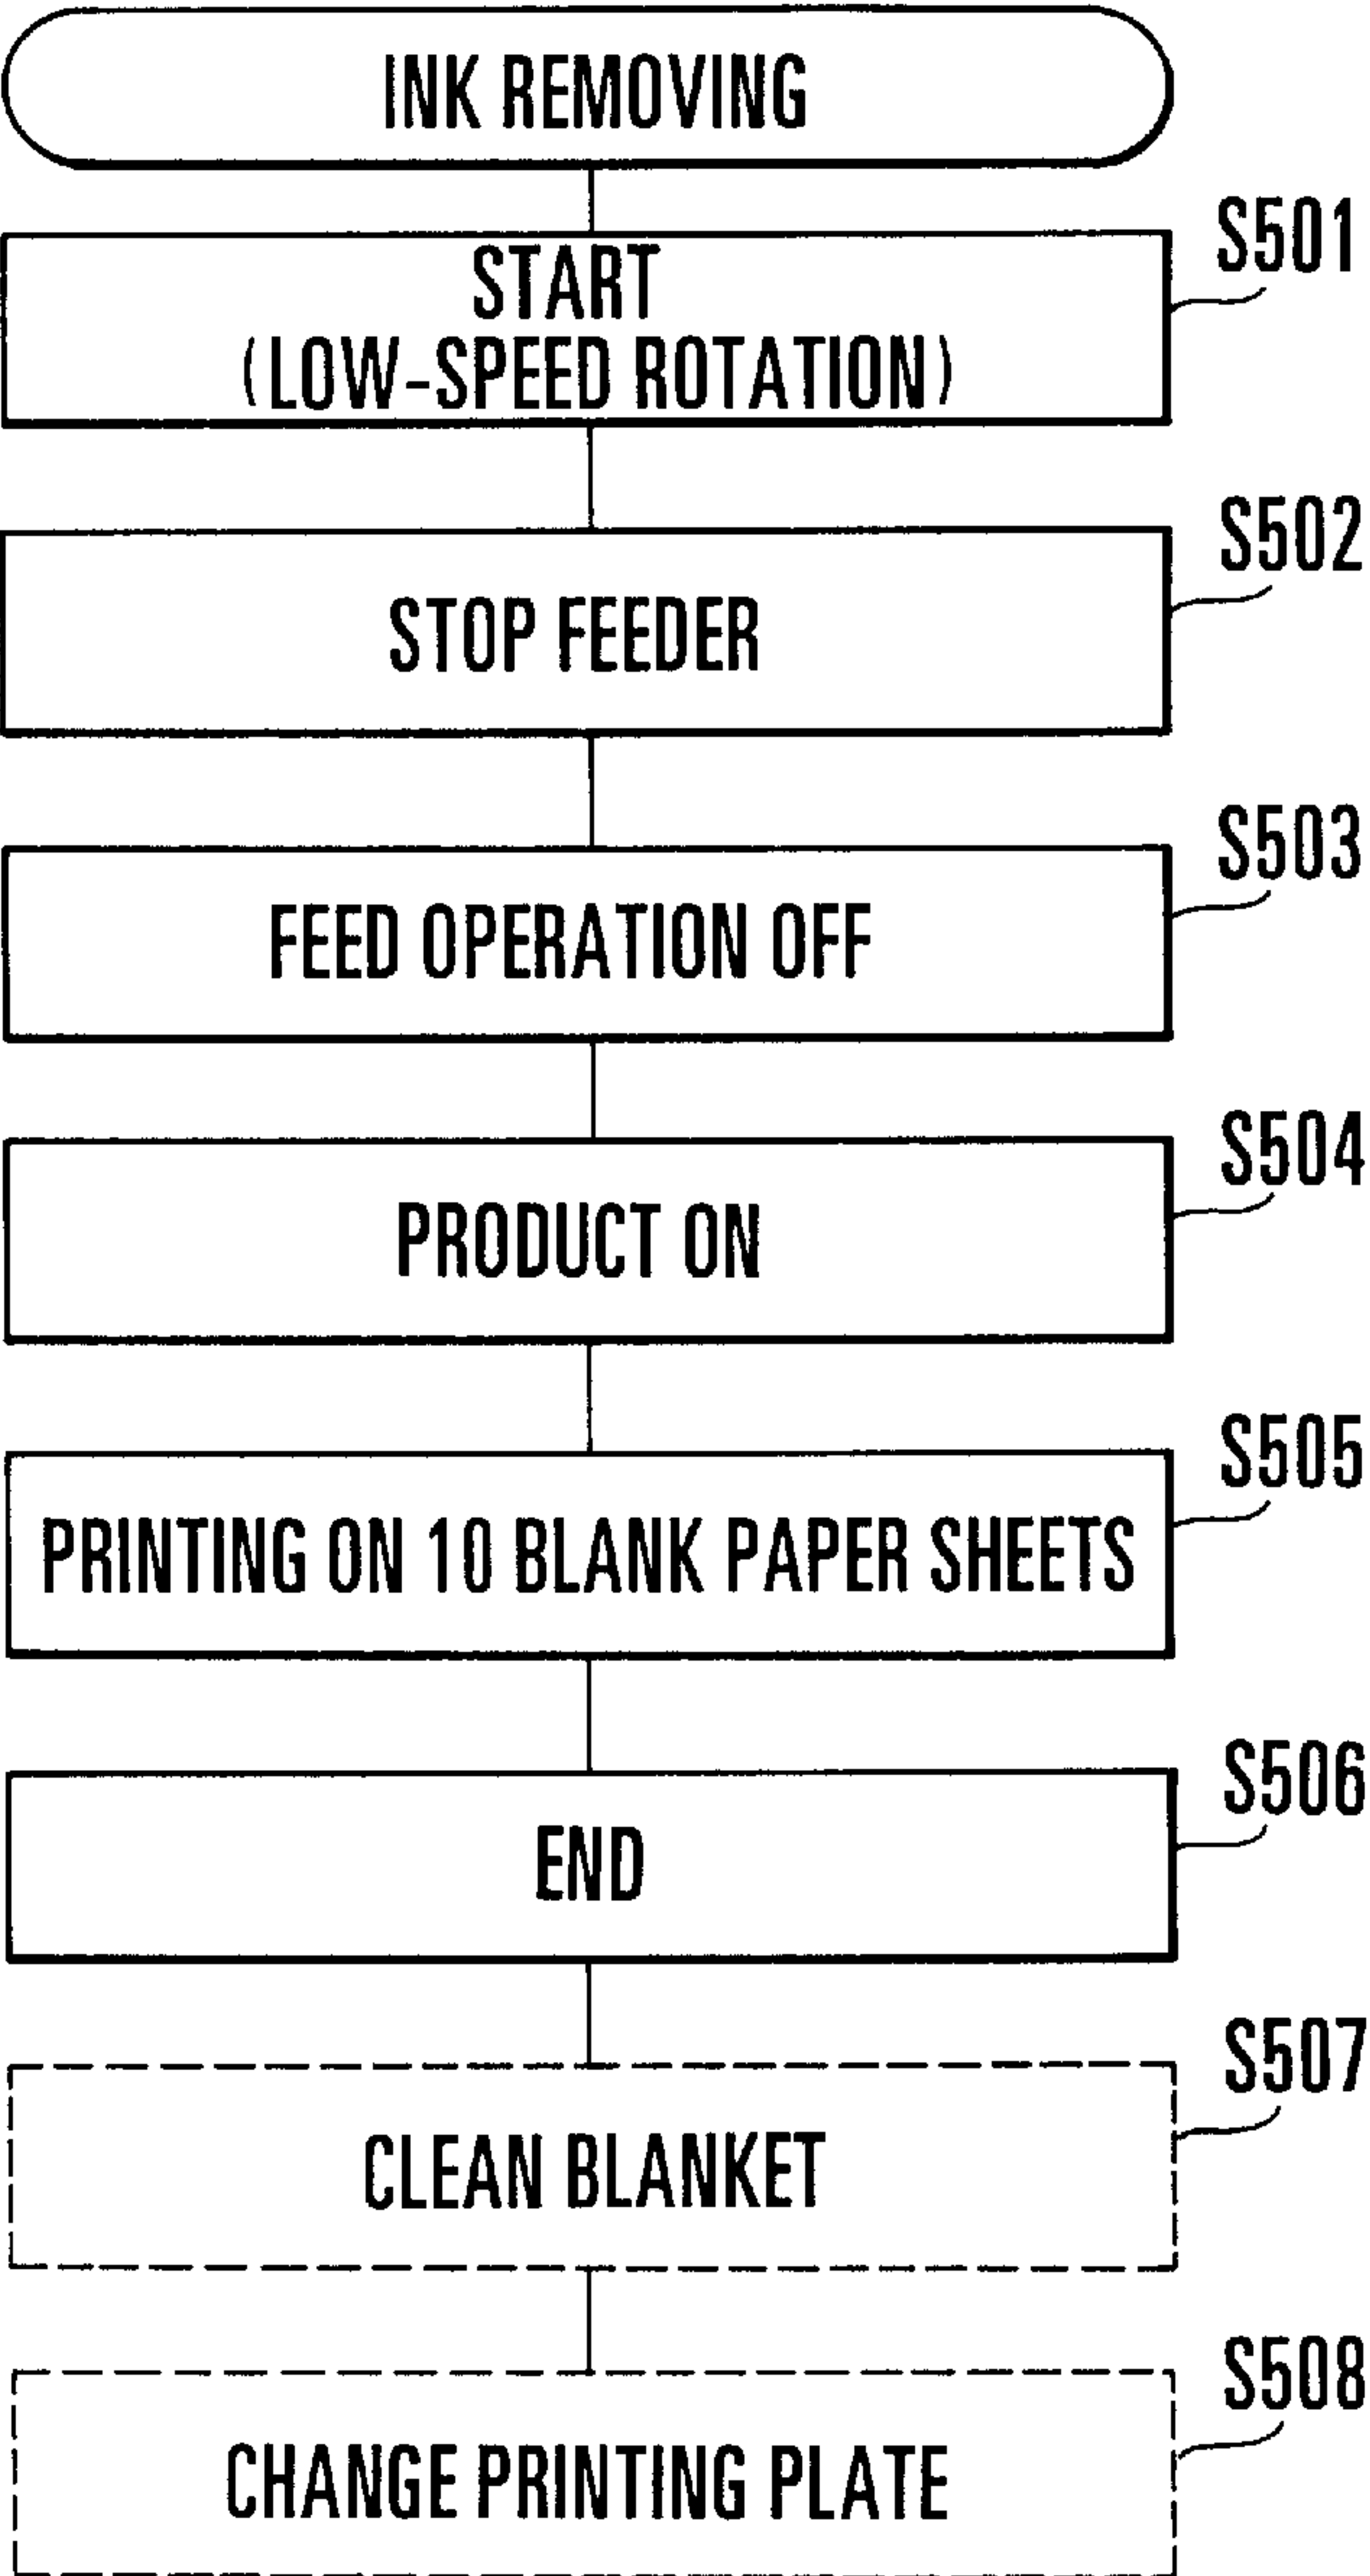 INK REMOVING
S501
START
(LOW-SPEED ROTATION)
S502
STOP FEEDER
S503
FEED OPERATION OFF
S504
PRODUCT ON
S505
PRINTING ON 10 BLANK PAPER SHEETS
S506
END
S507
CLEAN BLANKET
S508
CHANGE PRINTING PLATE